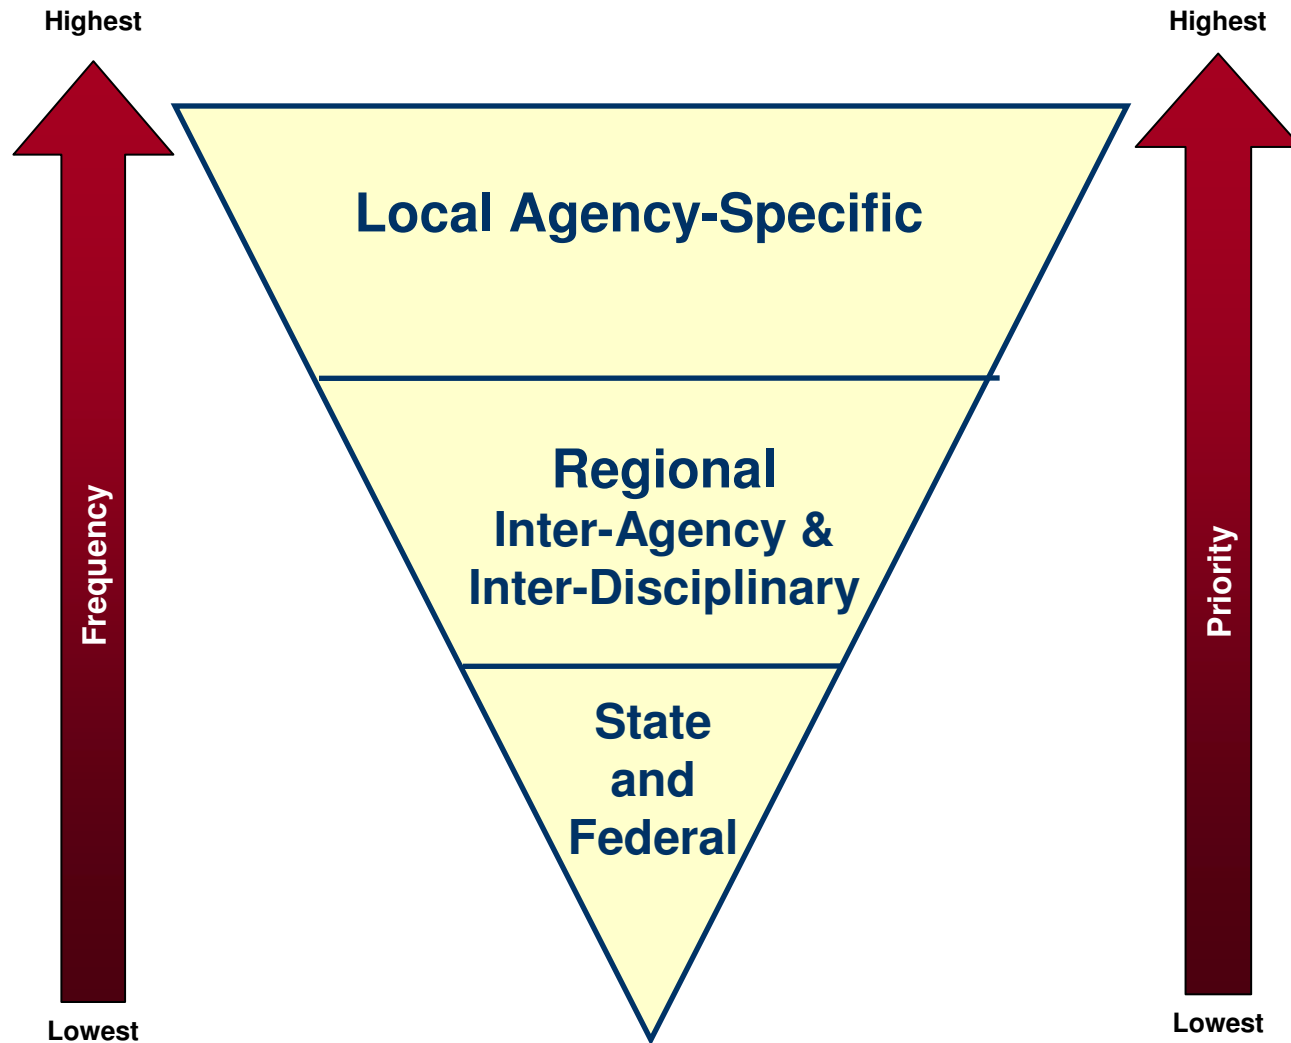 Highest
Highest
Local Agency-Specific
Regional
Inter-Agency &
Inter-Disciplinary
Frequency
Priority
State
and
Federal
Lowest
Lowest